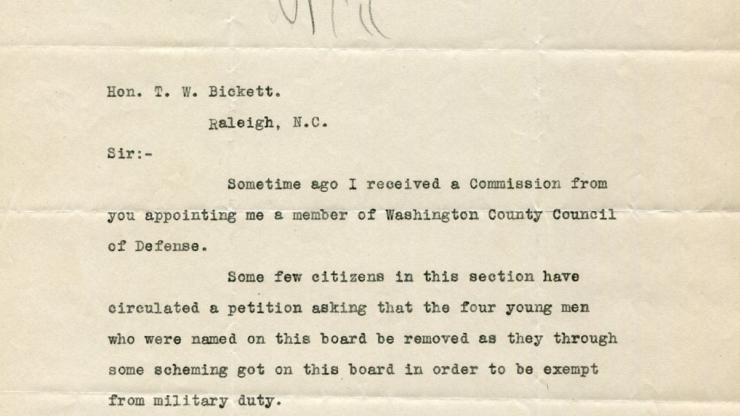 Hon. T. W. Bickett.
Raleigh, N.C.
Sir:-
Sometime ago I received a Commission from
you appointing me a member of Washington County Council
of Defense.
Some few citizens in this section have
circulated a petition asking that the four young men
who were named on this board be removed as they through
some scheming got on this board in order to be exempt
from military duty.